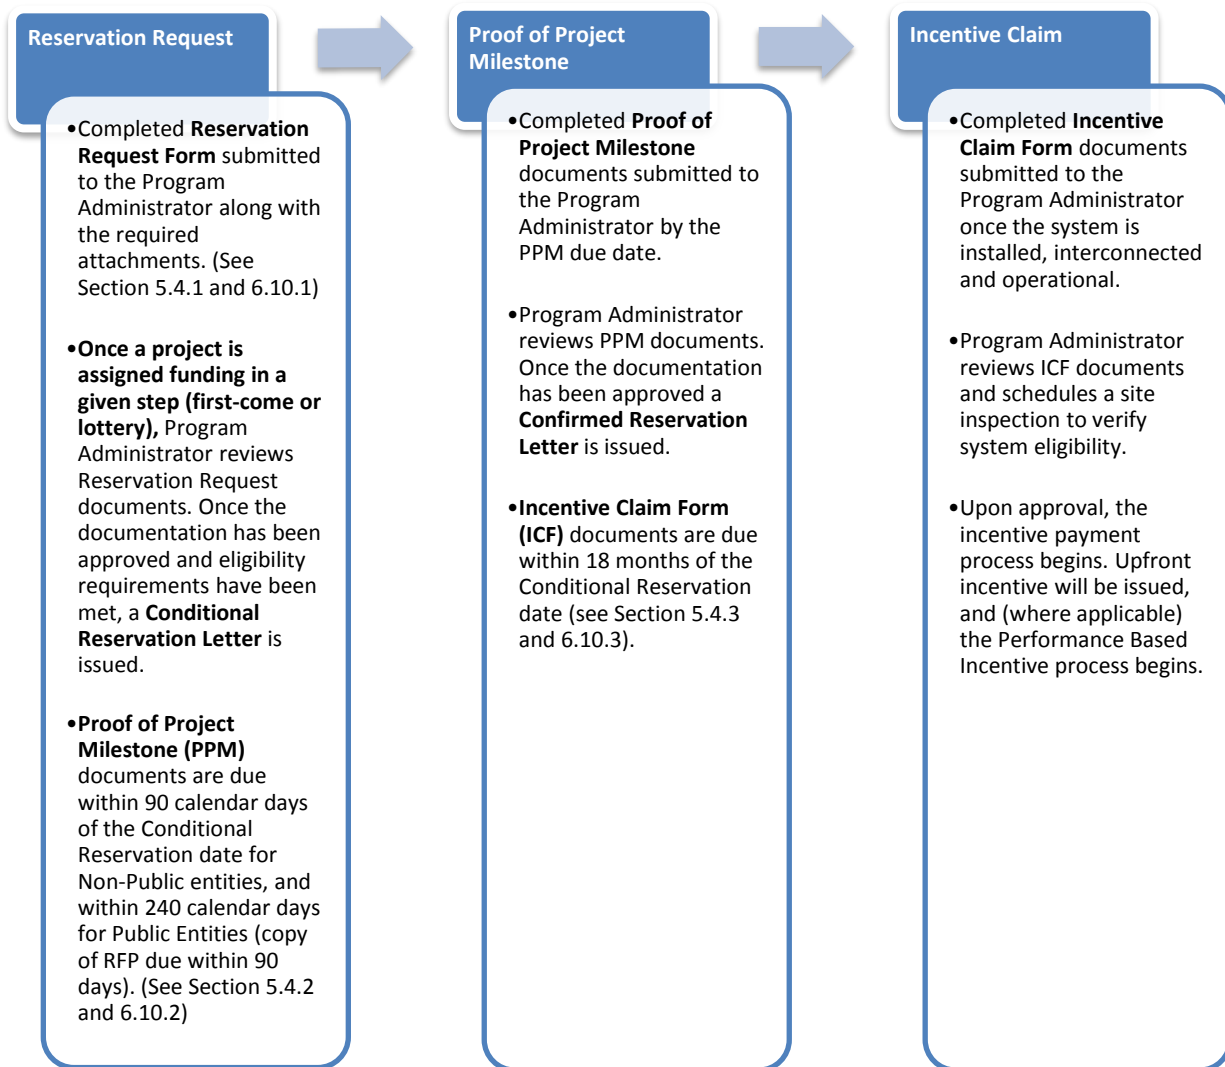 Reservation Request
•Completed Reservation
Request Form submitted
to the Program
Administrator along with
the required
attachments. (See
Section 5.4.1 and 6.10.1)
•Once a project is
assigned funding in a
given step (first-come or
lottery), Program
Administrator reviews
Reservation Request
documents. Once the
documentation has been
approved and eligibility
requirements have been
met, a Conditional
Reservation Letter is
issued.
•Proof of Project
Milestone (PPM)
documents are due
within 90 calendar days
of the Conditional
Reservation date for
Non-Public entities, and
within 240 calendar days
for Public Entities (copy
of RFP due within 90
days). (See Section 5.4.2
and 6.10.2)
Proof of Project
Milestone
•Completed Proof of
Project Milestone
documents submitted to
the Program
Administrator by the
PPM due date.
•Program Administrator
reviews PPM documents.
Once the documentation
has been approved a
Confirmed Reservation
Letter is issued.
•Incentive Claim Form
(ICF) documents are due
within 18 months of the
Conditional Reservation
date (see Section 5.4.3
and 6.10.3).
Incentive Claim
•Completed Incentive
Claim Form documents
submitted to the
Program Administrator
once the system is
installed, interconnected
and operational.
•Program Administrator
reviews ICF documents
and schedules a site
inspection to verify
system eligibility.
•Upon approval, the
incentive payment
process begins. Upfront
incentive will be issued,
and (where applicable)
the Performance Based
Incentive process begins.